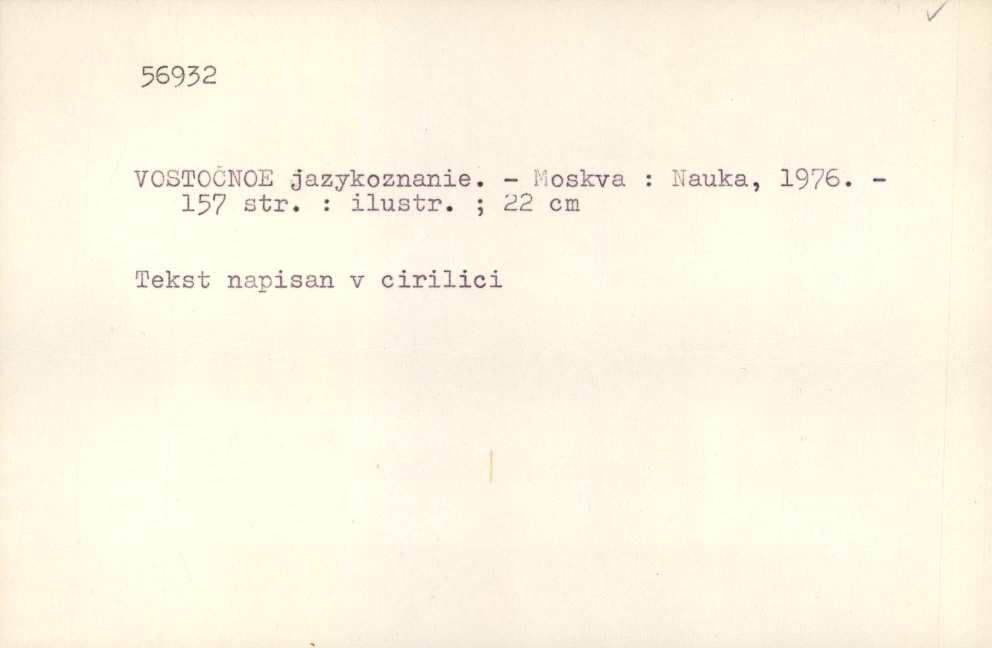 56932
VOSTOČNOE jazykoznanie. - Moskva : Nauka, 1976. -
157 str. : ilustr. ; 22 cm
Tekst napisan v cirilici